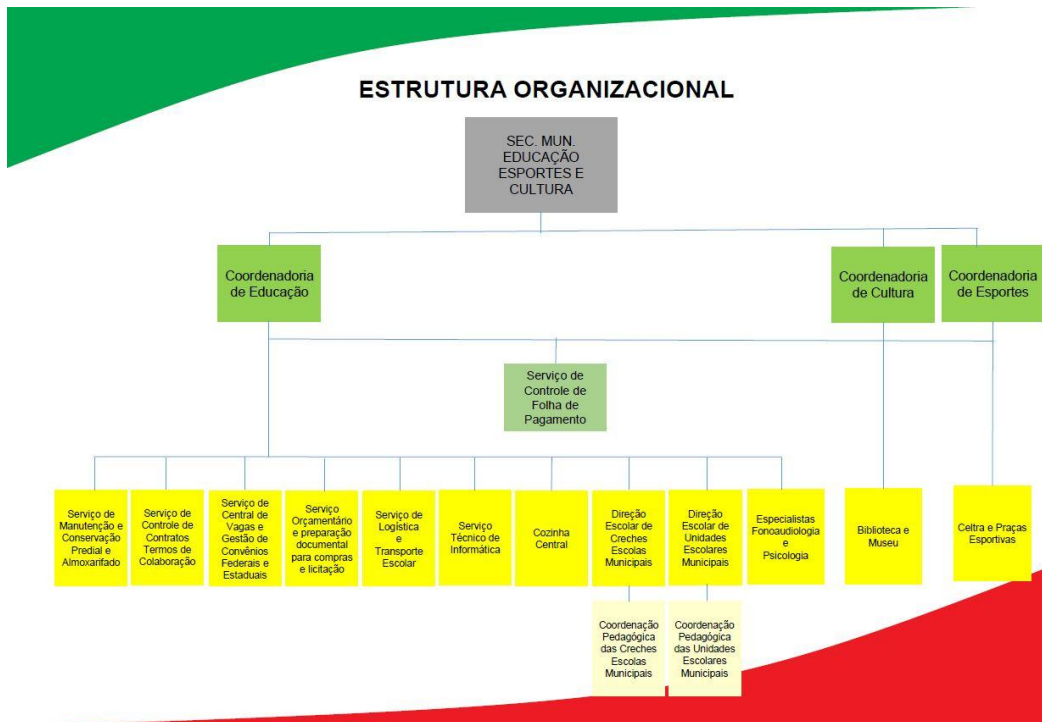 ESTRUTURA ORGANIZACIONAL
SEC. MUN.
EDUCAÇÃO
ESPORTES E
CULTURA
Coordenadoria
de Educação
Coordenadoria
de Cultura
Coordenadoria
de Esportes
Serviço de
Controle de
Folha de
Pagamento
Serviço de
Manutenção e
Conservação
Predial e
Almoxarifado
Serviço de
Controle de
Contratos
Termos de
Colaboração
Serviço de
Central de
Vagas e
Gestão de
Convênios
Federais e
Estaduais
Serviço
Orçamentário
e preparação
documental
para compras
e licitação
Serviço de
Logística
e
Transporte
Escolar
Serviço
Técnico de
Informática
Cozinha
Central
Direção
Escolar de
Creches
Escolas
Municipais
Direção
Escolar de
Unidades
Escolares
Municipais
Especialistas
Fonoaudiologia
e
Psicologia
Biblioteca e
Museu
Celtra e Praças
Esportivas
Coordenação
Pedagógica
das Creches
Escolas
Municipais
Coordenação
Pedagógica
das Unidades
Escolares
Municipais